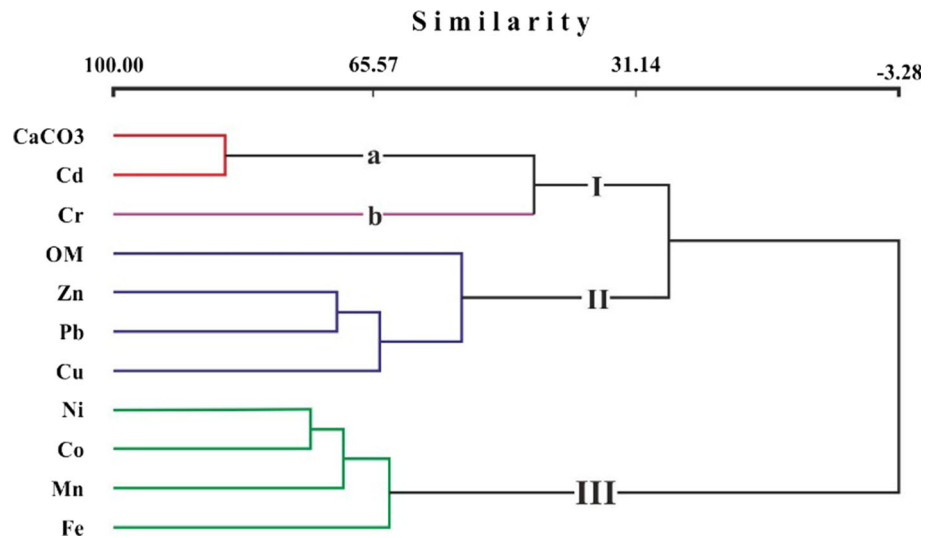 Similarity
100.00 65.57 31.14 -3.28
CaCO3
a
Cd
I
Cr
b
OM
Zn
II
Pb
Cu
Ni
Co
Mn
III
Fe